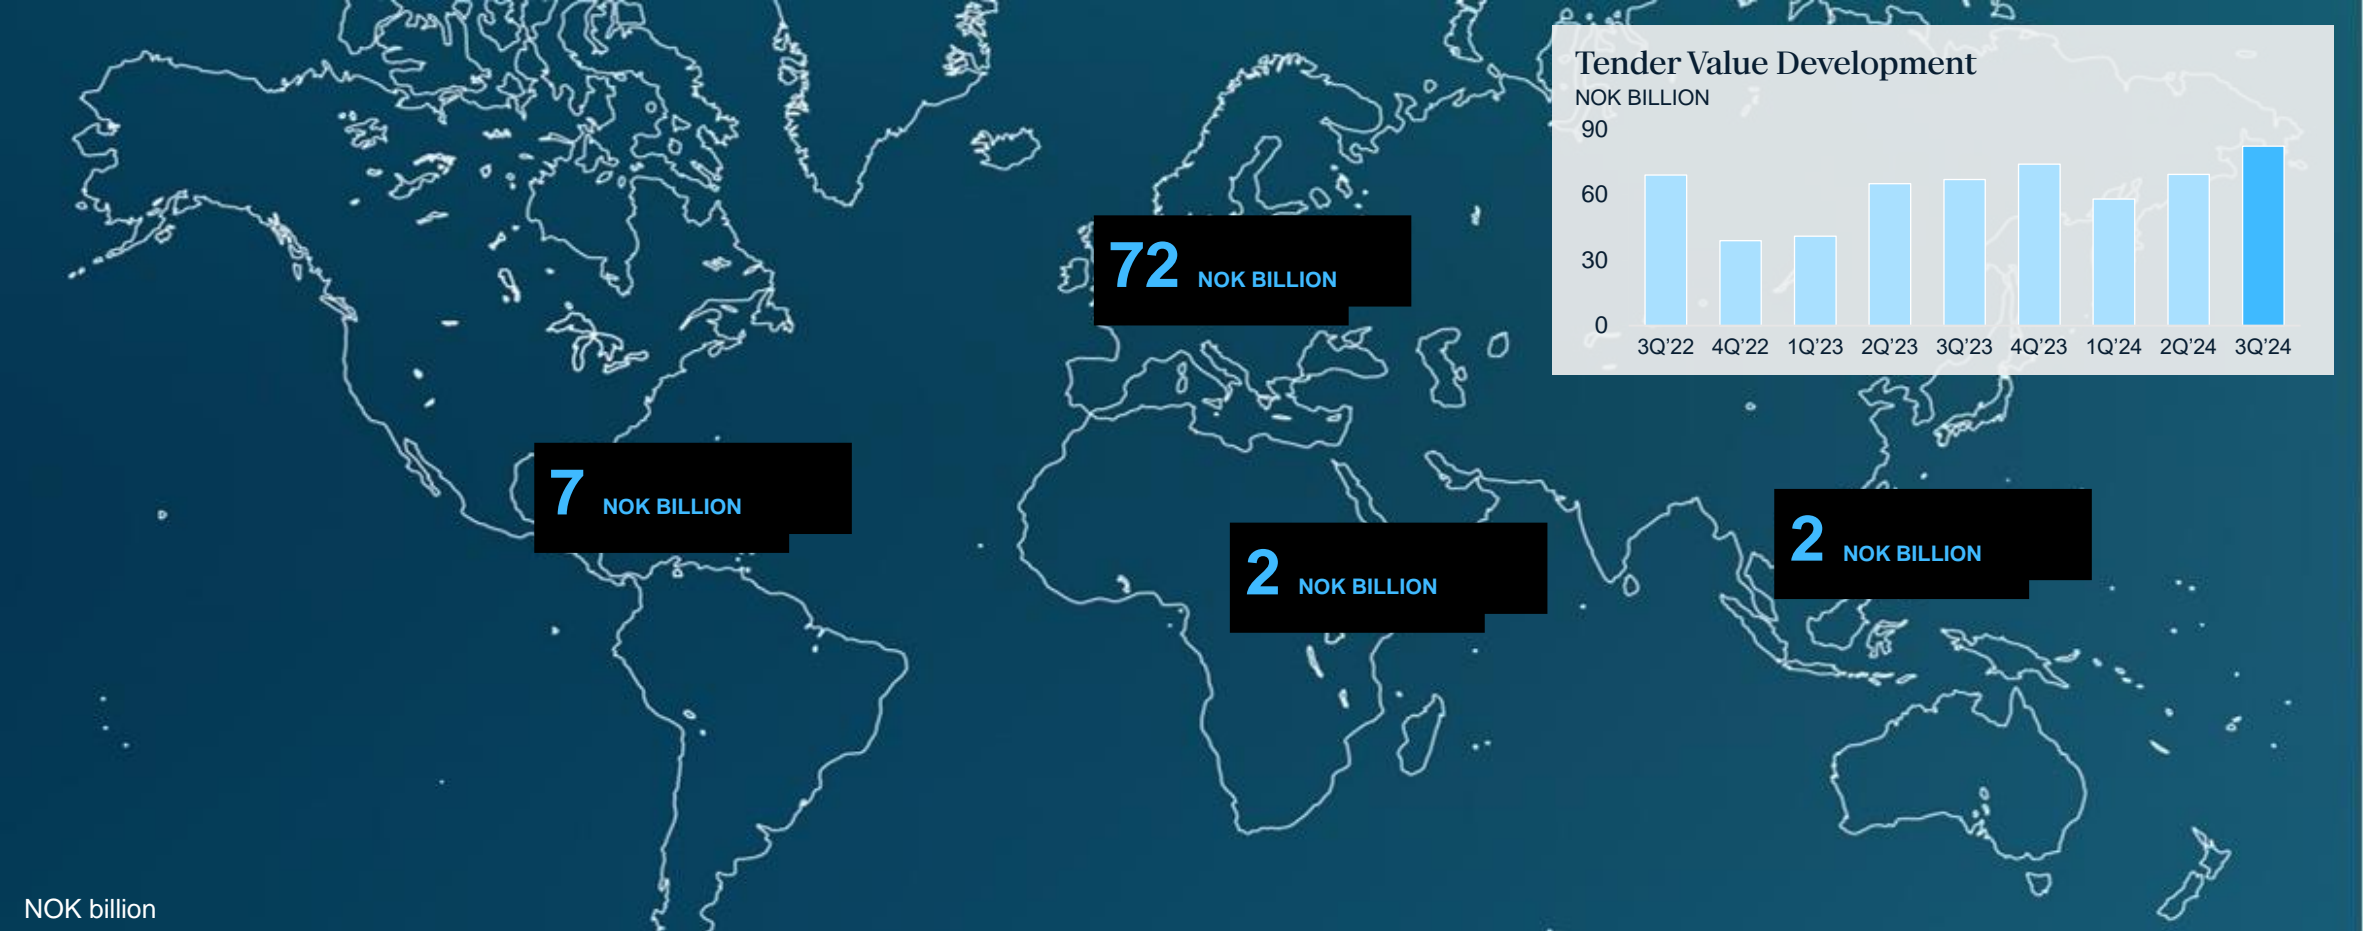 Tender Value Development
NOK BILLION
90
60
30
0
3Q’22 4Q’22 1Q’23 2Q’23 3Q’23 4Q’23 1Q’24 2Q’24 3Q’24
72 NOK BILLION
7 NOK BILLION
2 NOK BILLION
2 NOK BILLION
NOK billion